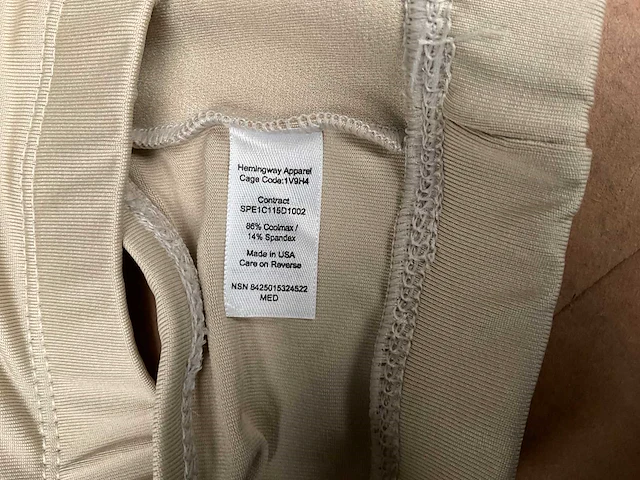 Hemingway Apparel
Cage Code:1V9H4
Contract
SPE1C115D1002
86% Coolmax /
14% Spandex
Made in USA
Care on Reverse
NSN 8425015324522
MED